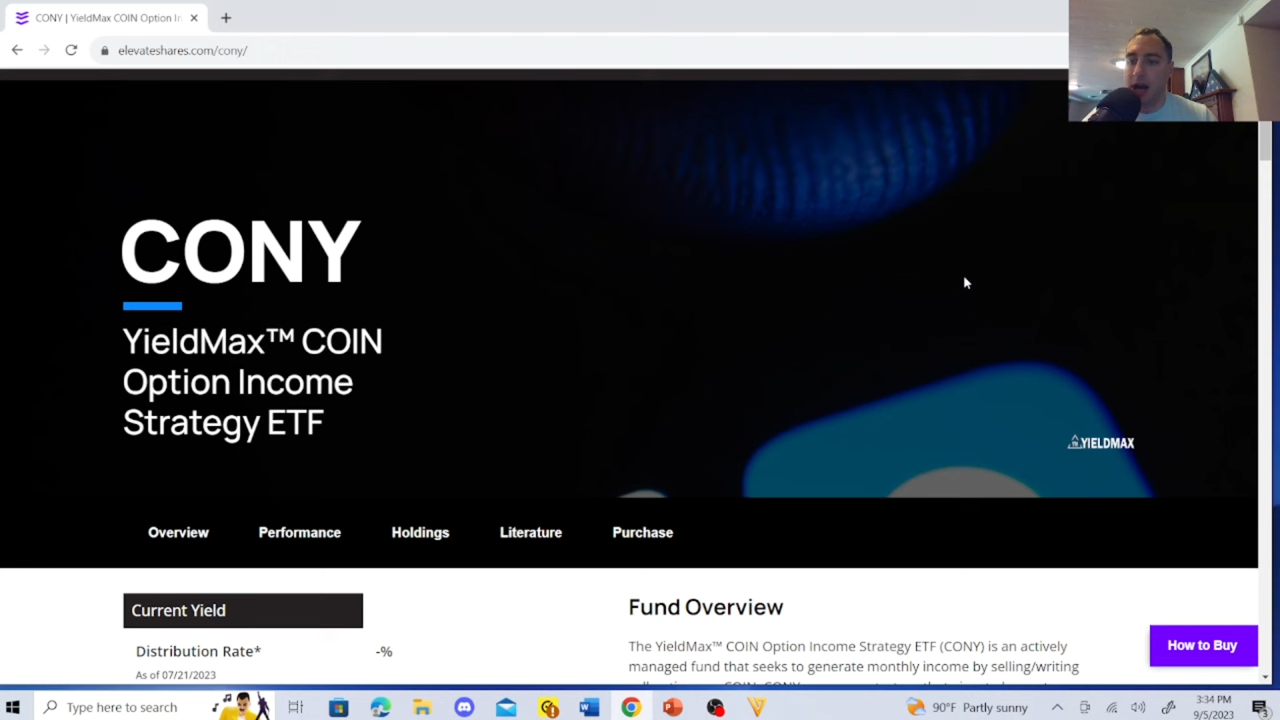 CONY | YieldMax COIN Option In
elevateshares.com/cony/
CONY
YieldMax™ COIN
Option Income
Strategy ETF
YIELDMAX
Overview
Performance
Holdings
Literature
Purchase
Current Yield
Distribution Rate*
-%
As of 07/21/2023
Fund Overview
The YieldMax™ COIN Option Income Strategy ETF (CONY) is an actively
managed fund that seeks to generate monthly income by selling/writing
How to Buy
Type here to search
90°F Partly sunny
3:34 PM
9/5/2023